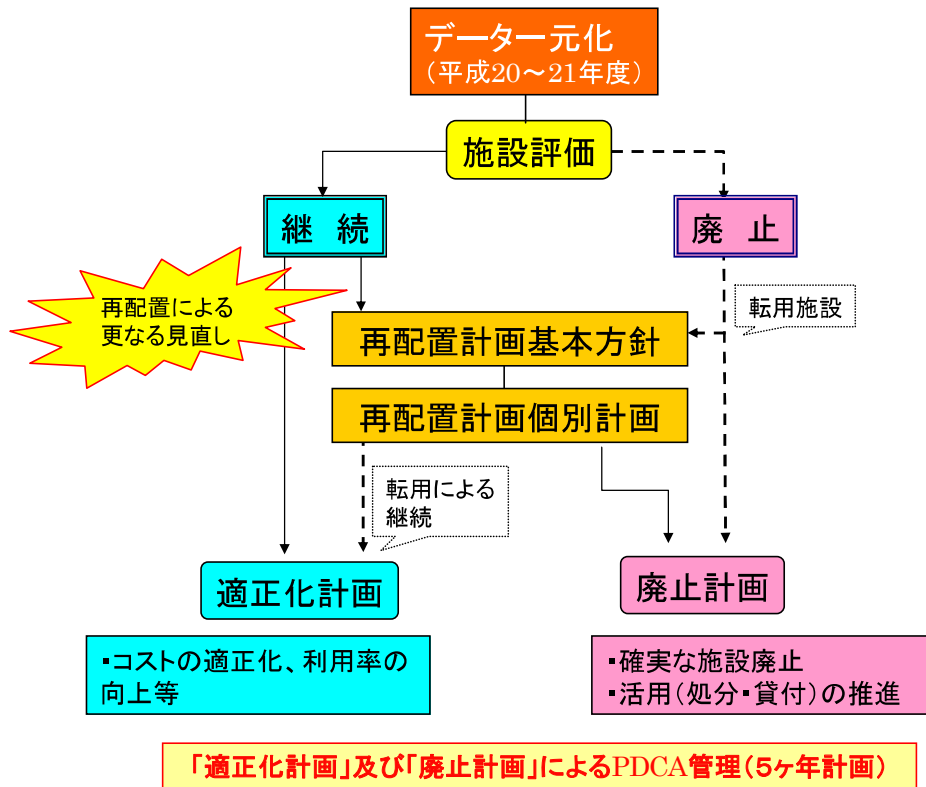 データー元化
（平成20～21年度）
施設評価
継　続
廃　止
再配置による
更なる見直し
転用施設
再配置計画基本方針
再配置計画個別計画
転用による
継続
適正化計画
廃止計画
▪コストの適正化、利用率の
向上等
▪確実な施設廃止
▪活用（処分▪貸付）の推進
「適正化計画」及び「廃止計画」によるPDCA管理（５ヶ年計画）